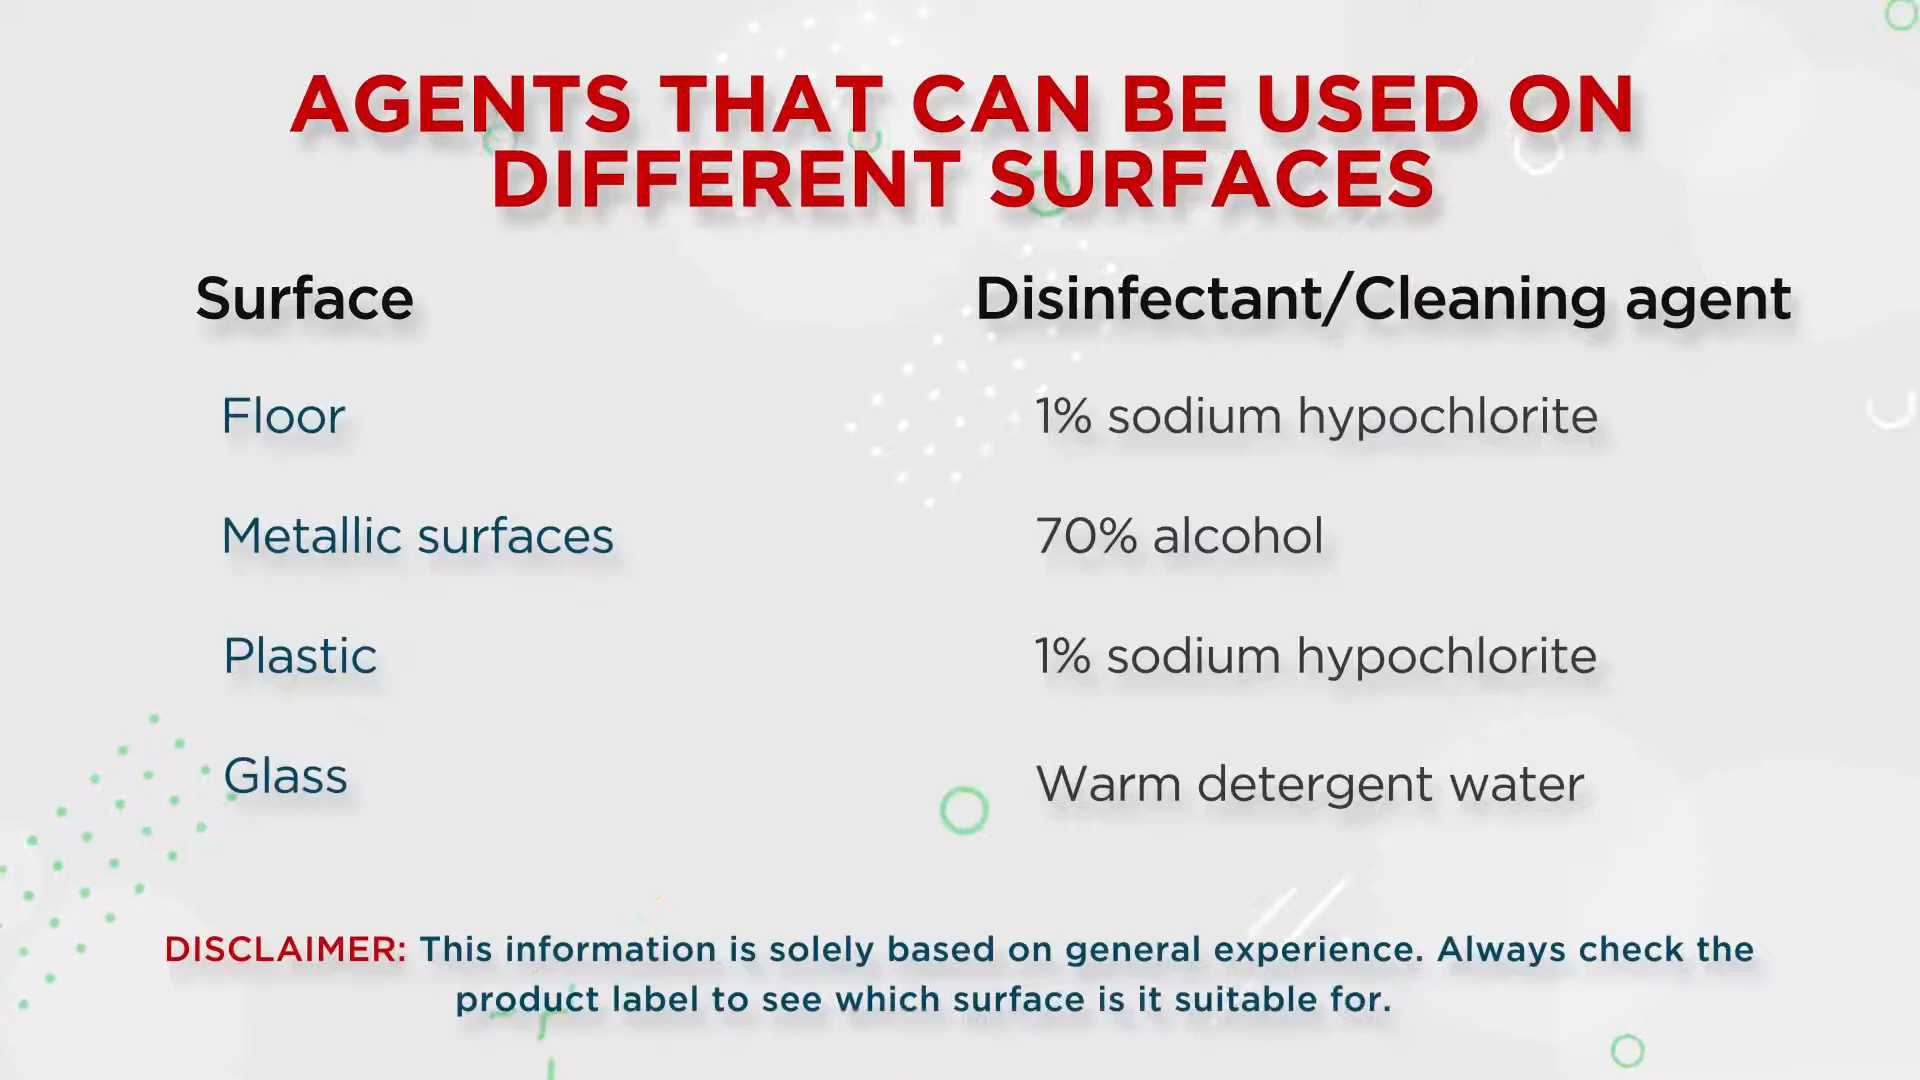 AGENTS THAT CAN BE USED ON
DIFFERENT SURFACES
Surface Disinfectant/Cleaning agent
Floor 1% sodium hypochlorite
Metallic surfaces 70% alcohol
Plastic 1% sodium hypochlorite
Glass Warm detergent water
DISCLAIMER: This information is solely based on general experience. Always check the
product label to see which surface is it suitable for.